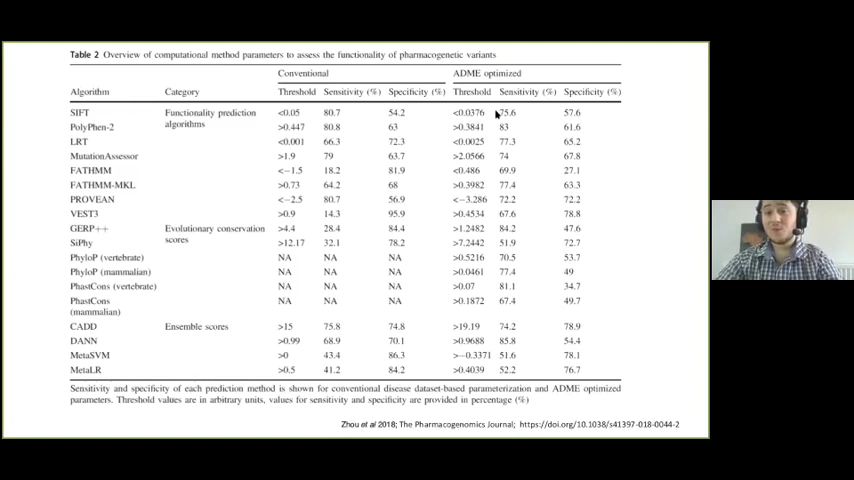 Table 2 Overview of computational method parameters to assess the functionality of pharmacogenetic variants
Conventional ADME optimized
Algorithm Category Threshold Sensitivity (%) Specificity (%) Threshold Sensitivity (%) Specificity (%)
SIFT Functionality prediction algorithms <0.05 80.7 54.2 <0.0376 75.6 57.6
PolyPhen-2 >0.447 80.8 63 >0.3841 83 61.6
LRT <0.001 66.3 72.3 <0.0025 77.3 65.2
MutationAssessor >1.9 79 63.7 >2.0566 74 67.8
FATHMM <−1.5 18.2 81.9 <0.486 69.9 27.1
FATHMM-MKL >0.73 64.2 68 >0.3982 77.4 63.3
PROVEAN <−2.5 80.7 56.9 <−3.286 72.2 72.2
VEST3 >0.9 14.3 95.9 >0.4534 67.6 78.8
GERP++ Evolutionary conservation scores >4.4 28.4 84.4 >1.2482 84.2 47.6
SiPhy >12.17 32.1 78.2 >7.2442 51.9 72.7
PhyloP (vertebrate) NA NA NA >0.5216 70.5 53.7
PhyloP (mammalian) NA NA NA >0.0461 77.4 49
PhastCons (vertebrate) NA NA NA >0.07 81.1 34.7
PhastCons (mammalian) NA NA NA >0.1872 67.4 49.7
CADD Ensemble scores >15 75.8 74.8 >19.19 74.2 78.9
DANN >0.99 68.9 70.1 >0.9688 85.8 54.4
MetaSVM >0 43.4 86.3 >−0.3371 51.6 78.1
MetaLR >0.5 41.2 84.2 >0.4039 52.2 76.7
Sensitivity and specificity of each prediction method is shown for conventional disease dataset-based parameterization and ADME optimized
parameters. Threshold values are in arbitrary units, values for sensitivity and specificity are provided in percentage (%)
Zhou et al 2018; The Pharmacogenomics Journal; https://doi.org/10.1038/s41397-018-0044-2